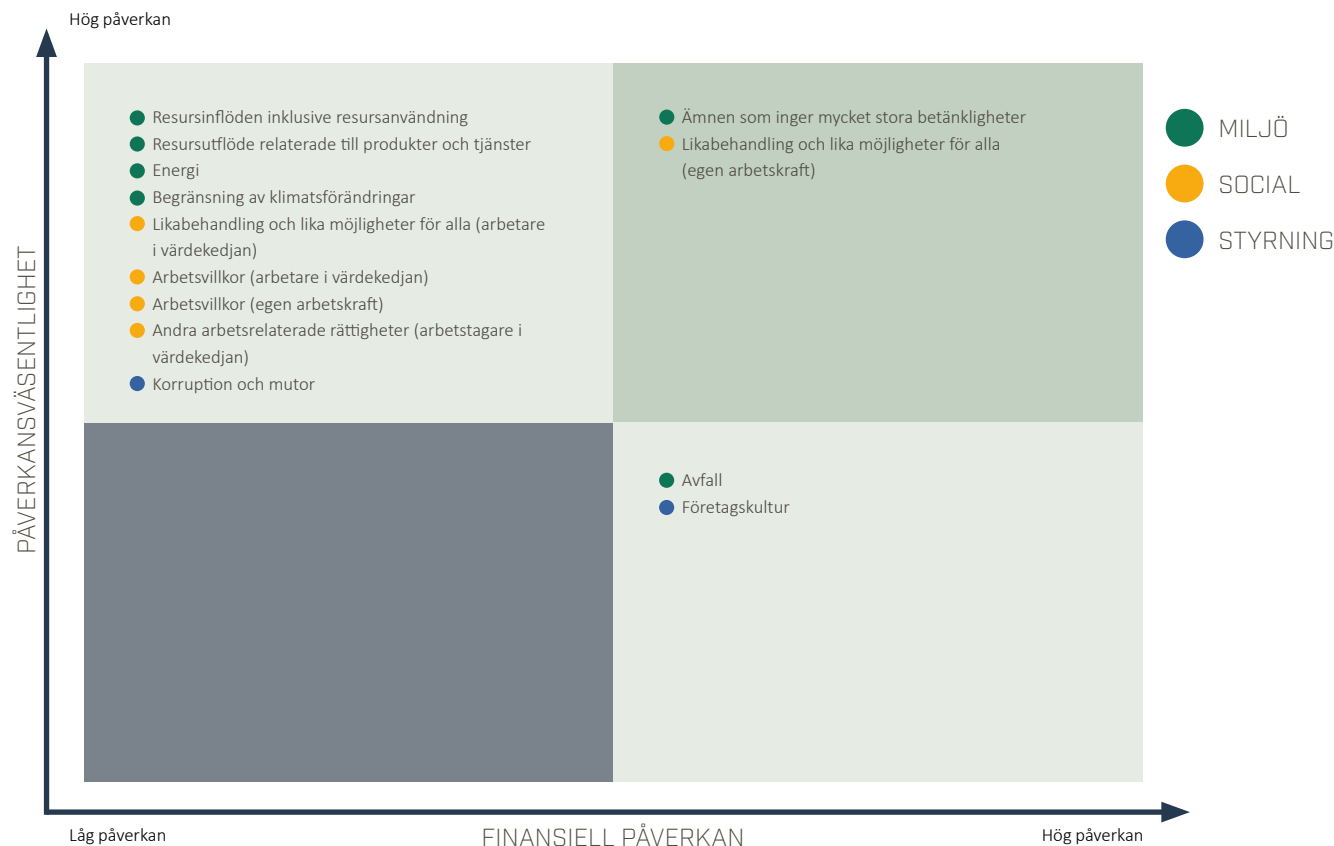 Hög påverkan
Resursinflöden inklusive resursanvändning
Resursutflöde relaterade till produkter och tjänster
Energi
Begränsning av klimatsförändringar
Likabehandling och lika möjligheter för alla (arbetare
i värdekedjan)
Arbetsvillkor (arbetare i värdekedjan)
Arbetsvillkor (egen arbetskraft)
Andra arbetsrelaterade rättigheter (arbetstagare i
värdekedjan)
Korruption och mutor
Ämnen som inger mycket stora betänkligheter
Likabehandling och lika möjligheter för alla
(egen arbetskraft)
MILJÖ
SOCIAL
STYRNING
PÅVERKANSVÄSENTLIGHET
Avfall
Företagskultur
Låg påverkan
FINANSIELL PÅVERKAN
Hög påverkan